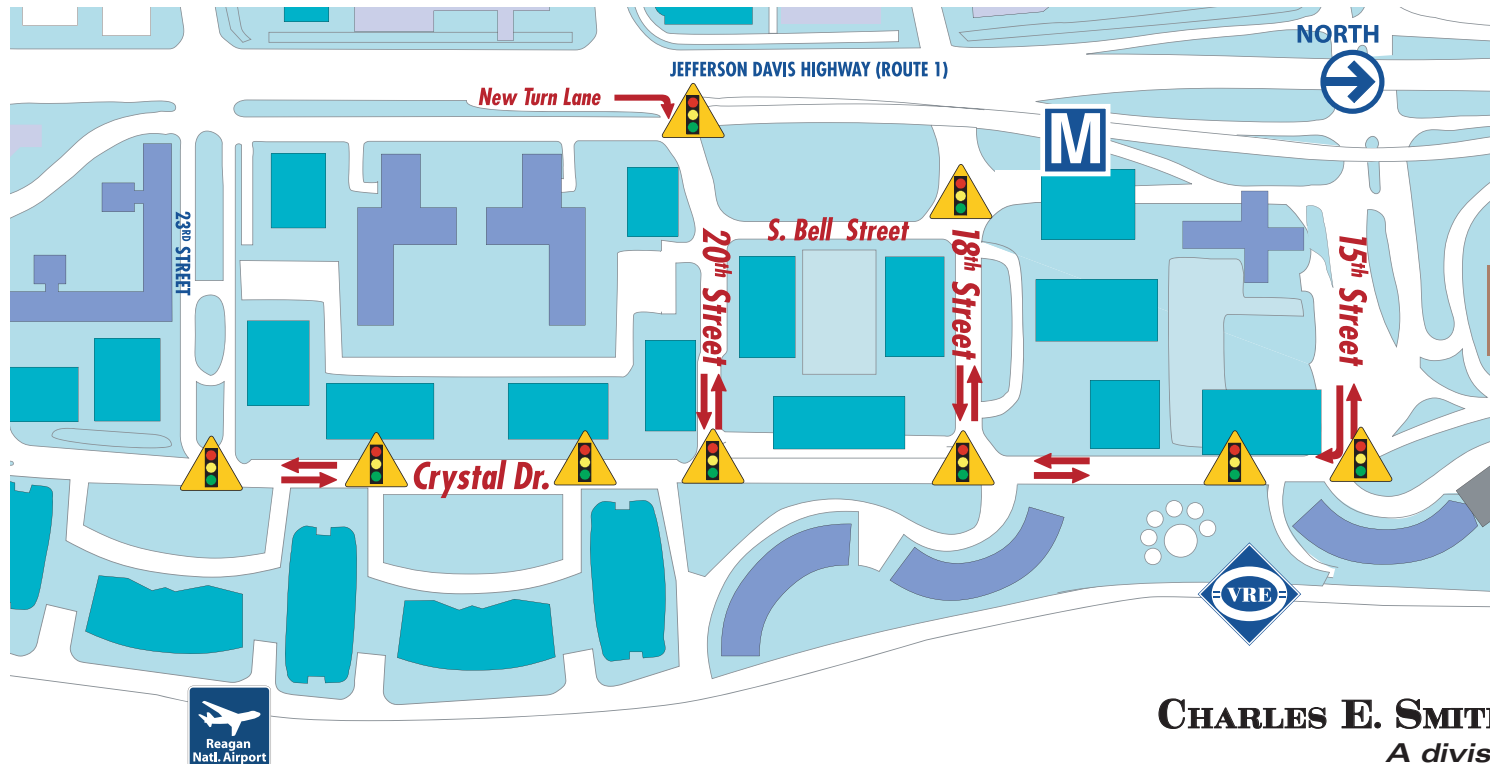 NORTH
JEFFERSON DAVIS HIGHWAY (ROUTE 1)
New Turn Lane
M
23RD STREET
S. Bell Street
20th Street
18th Street
15th Street
Crystal Dr.
VRE
Reagan
Natl. Airport
CHARLES E. SMIT
A divis